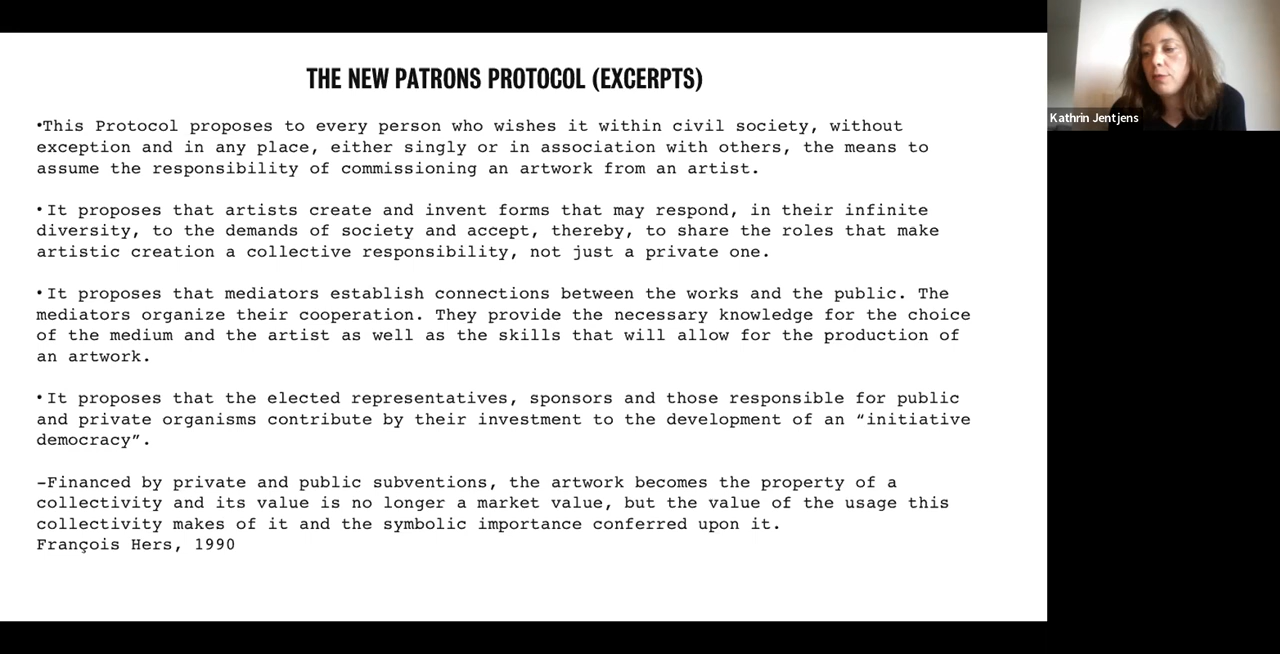 THE NEW PATRONS PROTOCOL (EXCERPTS)
•This Protocol proposes to every person who wishes it within civil society, without
exception and in any place, either singly or in association with others, the means to
assume the responsibility of commissioning an artwork from an artist.
•It proposes that artists create and invent forms that may respond, in their infinite
diversity, to the demands of society and accept, thereby, to share the roles that make
artistic creation a collective responsibility, not just a private one.
•It proposes that mediators establish connections between the works and the public. The
mediators organize their cooperation. They provide the necessary knowledge for the choice
of the medium and the artist as well as the skills that will allow for the production of
an artwork.
•It proposes that the elected representatives, sponsors and those responsible for public
and private organisms contribute by their investment to the development of an “initiative
democracy”.
-Financed by private and public subventions, the artwork becomes the property of a
collectivity and its value is no longer a market value, but the value of the usage this
collectivity makes of it and the symbolic importance conferred upon it.
François Hers, 1990
Kathrin Jentjens